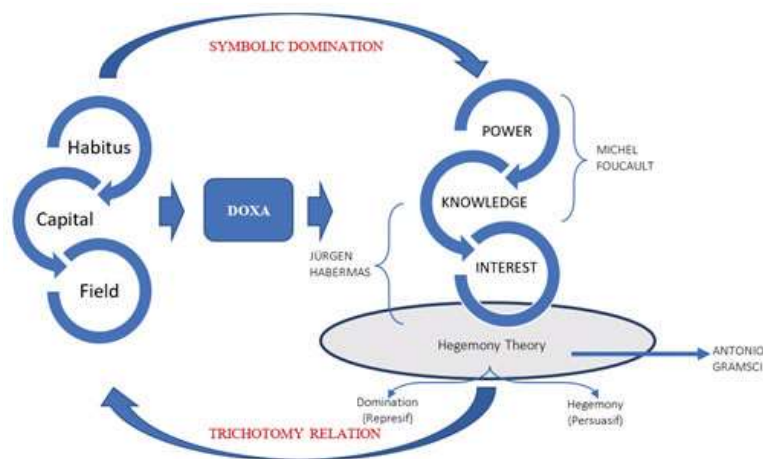 SYMBOLIC DOMINATION
Habitus
Capital
Field
DOXA
POWER
KNOWLEDGE
INTEREST
MICHEL
FOUCAULT
JÜRGEN
HABERMAS
Hegemony Theory
ANTONIO
GRAMSCI
Domination
(Represif)
Hegemony
(Persuasif)
TRICHOTOMY RELATION